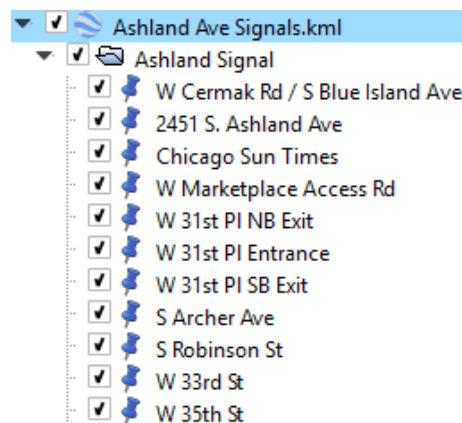 Ashland Ave Signals.kml
Ashland Signal
W Cermak Rd / S Blue Island Ave
2451 S. Ashland Ave
Chicago Sun Times
W Marketplace Access Rd
W 31st Pl NB Exit
W 31st Pl Entrance
W 31st Pl SB Exit
S Archer Ave
S Robinson St
W 33rd St
W 35th St